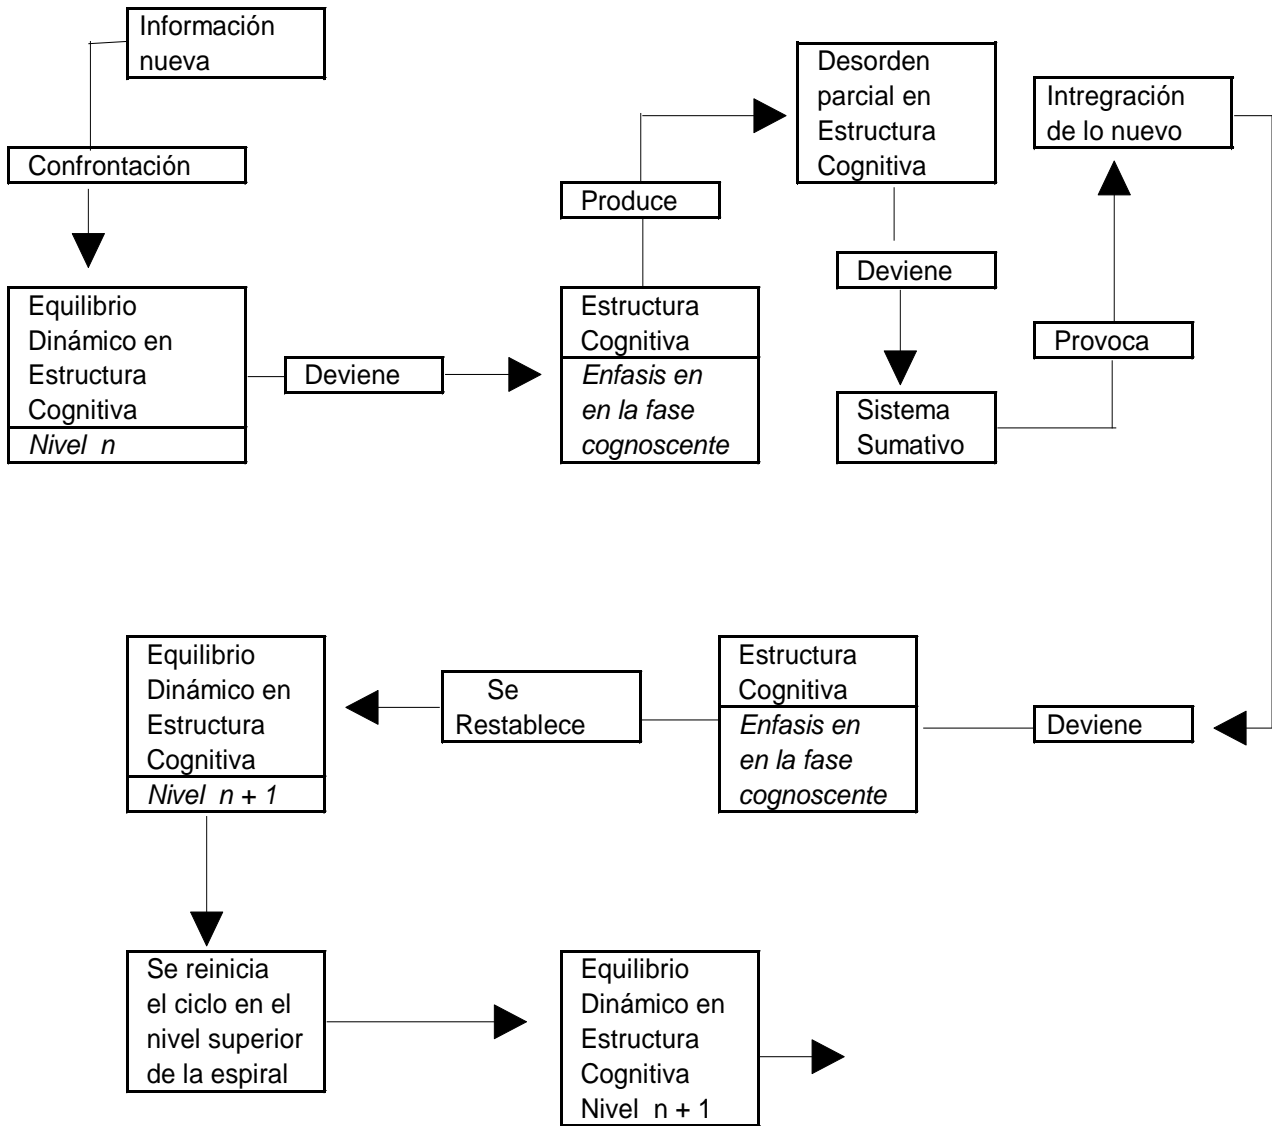 Información
nueva
Confrontación
Equilibrio
Dinámico en
Estructura
Cognitiva
Nivel n
Deviene
Estructura
Cognitiva
Enfasis en
en la fase
cognoscente
Produce
Desorden
parcial en
Estructura
Cognitiva
Deviene
Sistema
Sumativo
Provoca
Intregración
de lo nuevo
Deviene
Estructura
Cognitiva
Enfasis en
en la fase
cognoscente
Se
Restablece
Equilibrio
Dinámico en
Estructura
Cognitiva
Nivel n + 1
Se reinicia
el ciclo en el
nivel superior
de la espiral
Equilibrio
Dinámico en
Estructura
Cognitiva
Nivel n + 1